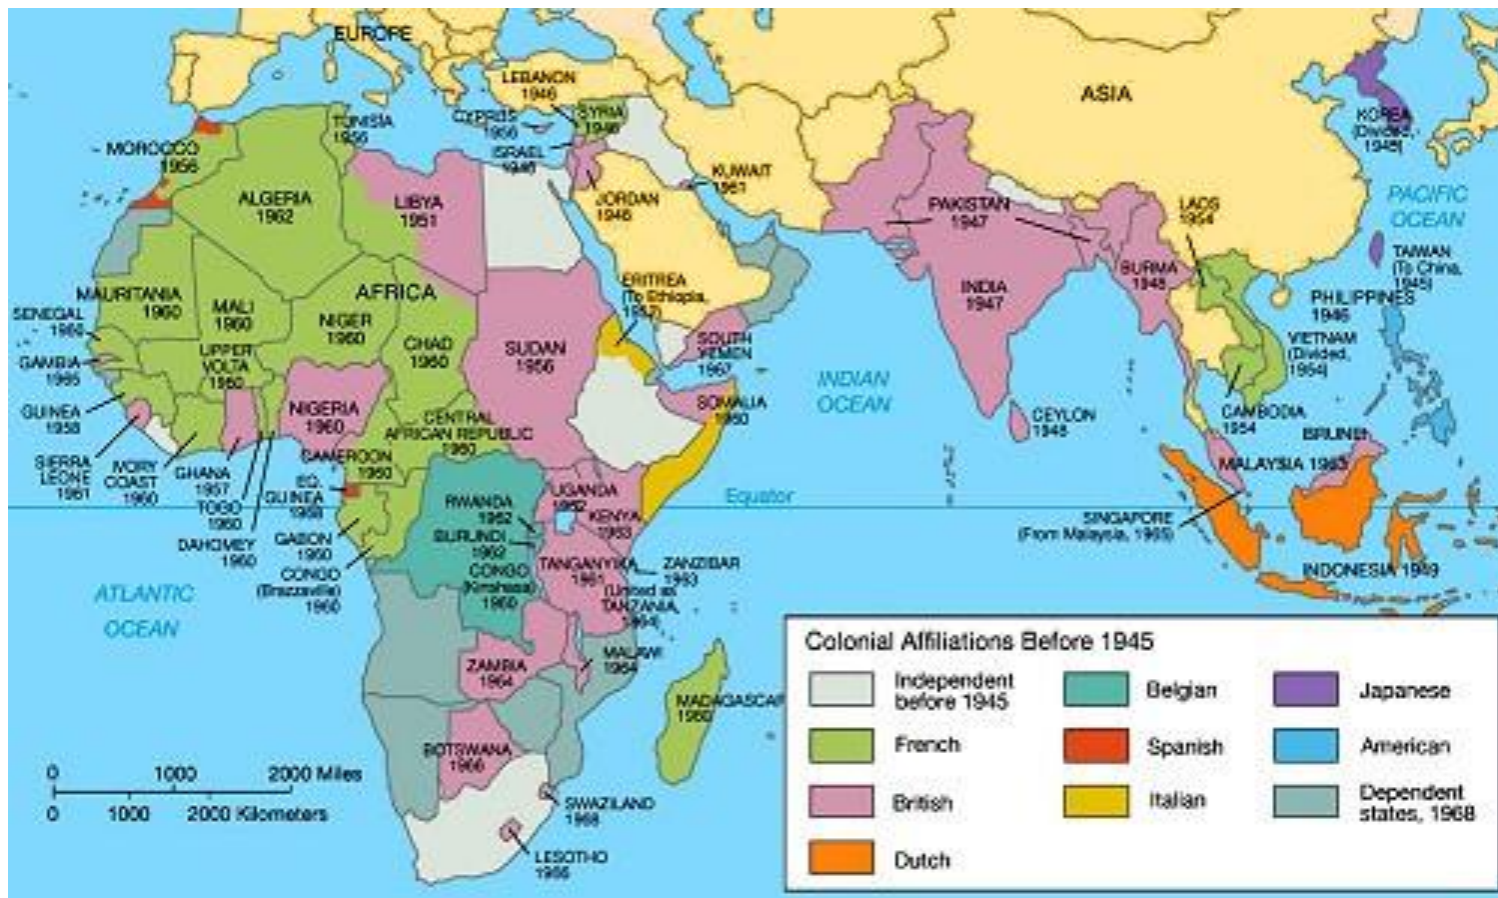 EUROPE
ASIA
LEBANON
1946
CYPRUS
1956
SYRIA
1946
ISRAEL
1948
TUNISIA
1956
MOROCCO
1956
ALGERIA
1962
LIBYA
1951
JORDAN
1946
KUWAIT
1961
PAKISTAN
1947
LAOS
1954
KOREA
(Divided,
1948)
PACIFIC
OCEAN
TAIWAN
(To China,
1945)
PHILIPPINES
1946
VIETNAM
(Divided,
1954)
BURMA
1948
INDIA
1947
ERITREA
(To Ethiopia,
AFRICA
MAURITANIA
1960
MALI
1960
NIGER
1960
CHAD
1960
SUDAN
1956
SENEGAL
1960
GAMBIA
1965
UPPER
VOLTA
1960
GUINEA
1958
NIGERIA
1960
SOUTH
YEMEN
1967
SOMALIA
1960
INDIAN
OCEAN
CEYLON
1948
CAMBODIA
1954
BRUNEI
MALAYSIA 1963
SIERRA
LEONE
1961
IVORY
COAST
1960
GHANA
1957
TOGO
1960
DAHOMEY
1960
CENTRAL
AFRICAN REPUBLIC
1960
CAMEROON
1960
EQ.
GUINEA
1968
GABON
1960
CONGO
(Brazzaville)
1960
RWANDA
1962
BURUNDI
1962
CONGO
(Kinshasa)
1960
UGANDA
1962
KENYA
1963
Equator
TANGANYIKA
1961
(United as
TANZANIA,
1964)
ZANZIBAR
1963
SINGAPORE
(From Malaysia, 1965)
INDONESIA 1949
ATLANTIC
OCEAN
ZAMBIA
1964
MALAWI
1964
MADAGASCAR
1960
BOTSWANA
1966
SWAZILAND
1968
LESOTHO
1966
0 1000 2000 Miles
0 1000 2000 Kilometers
Colonial Affiliations Before 1945
Independent
before 1945
French
British
Dutch
Belgian
Spanish
Italian
Japanese
American
Dependent
states, 1968